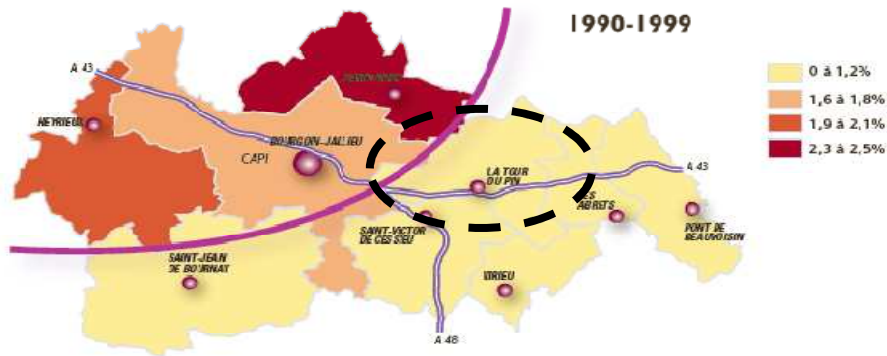 1990-1999
A 43
0 à 1,2%
1,6 à 1,8%
1,9 à 2,1%
2,3 à 2,5%
HEYRIEUX
BOURGOIN-JALLIEU
CAPI
LA TOUR
DU PIN
A 43
LES
ABRETS
SAINT-VICTOR
DE CESSIEU
PONT DE
BEAUVOISIN
SAINT-JEAN
DE BOURNAY
VIRIEU
A 48